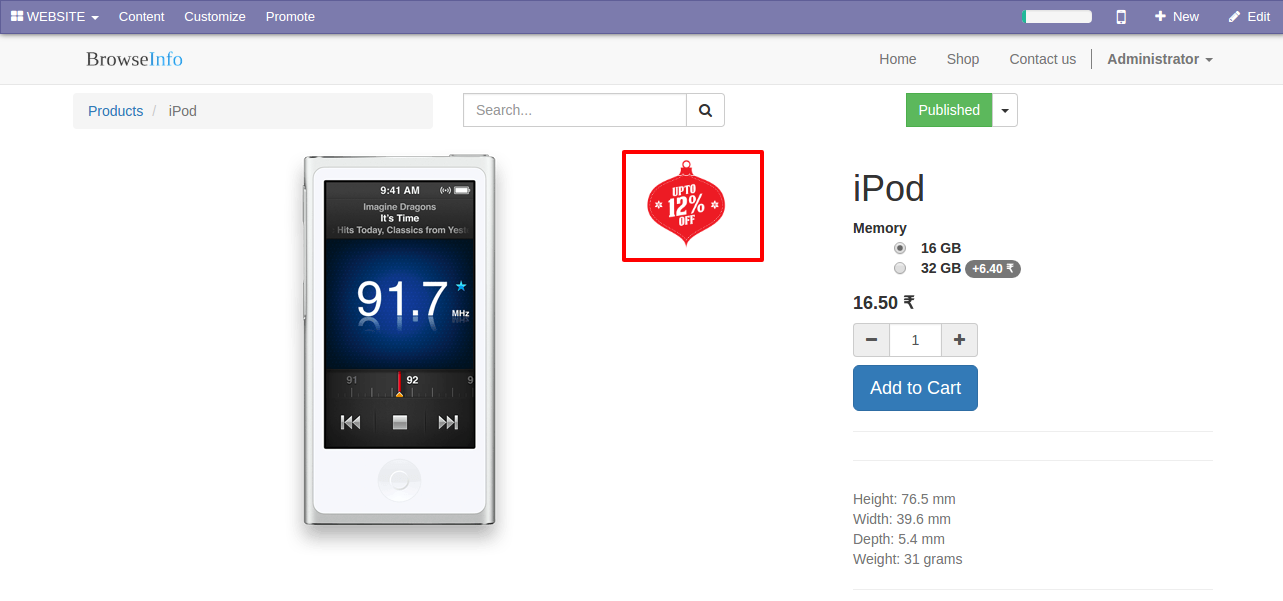 WEBSITE Content Customize Promote New Edit
BrowseInfo Home Shop Contact us Administrator
Products / iPod Search... Published
9:41 AM
Imagine Dragons
It's Time
Hits Today, Classics from Yest
91.7 MHz
91 92 9
UPTO
12%
OFF
iPod
Memory
16 GB
32 GB +6.40 ₹
16.50 ₹
1
Add to Cart
Height: 76.5 mm
Width: 39.6 mm
Depth: 5.4 mm
Weight: 31 grams